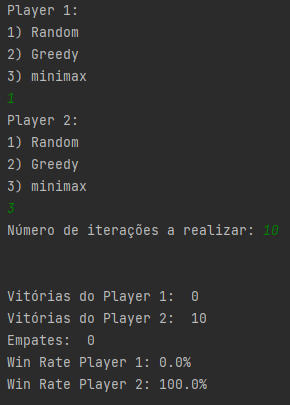 Player 1:
1) Random
2) Greedy
3) minimax
1
Player 2:
1) Random
2) Greedy
3) minimax
3
Número de iterações a realizar: 10
Vitórias do Player 1:  0
Vitórias do Player 2:  10
Empates:  0
Win Rate Player 1: 0.0%
Win Rate Player 2: 100.0%